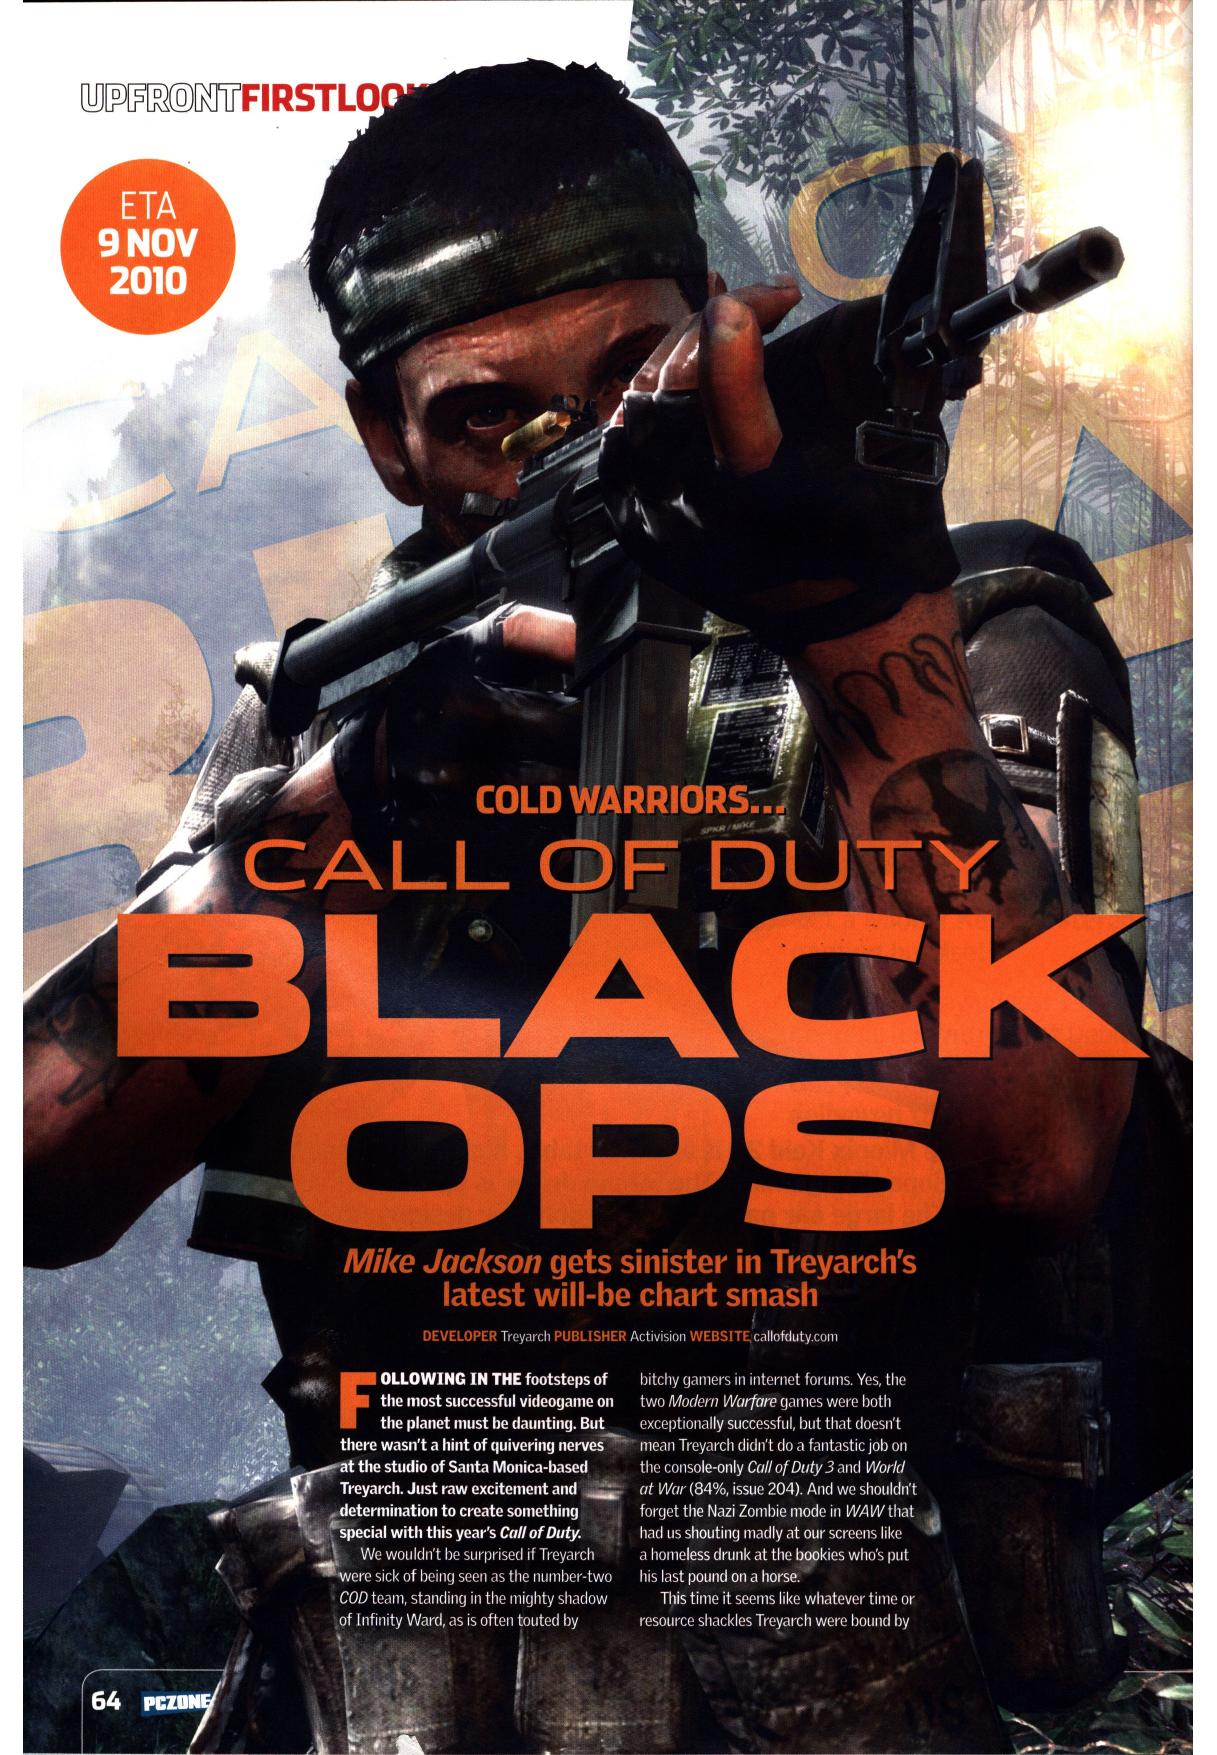 UPFRONTFIRSTLOOK
ETA
9 NOV
2010
SPKR / MIKE
COLD WARRIORS...
CALL OF DUTY
BLACK
OPS
Mike Jackson gets sinister in Treyarch's
latest will-be chart smash
DEVELOPER Treyarch PUBLISHER Activision WEBSITE callofduty.com
FOLLOWING IN THE footsteps of
the most successful videogame on
the planet must be daunting. But
there wasn't a hint of quivering nerves
at the studio of Santa Monica-based
Treyarch. Just raw excitement and
determination to create something
special with this year's Call of Duty.
We wouldn't be surprised if Treyarch
were sick of being seen as the number-two
COD team, standing in the mighty shadow
of Infinity Ward, as is often touted by
bitchy gamers in internet forums. Yes, the
two Modern Warfare games were both
exceptionally successful, but that doesn't
mean Treyarch didn't do a fantastic job on
the console-only Call of Duty 3 and World
at War (84%, issue 204). And we shouldn't
forget the Nazi Zombie mode in WAW that
had us shouting madly at our screens like
a homeless drunk at the bookies who's put
his last pound on a horse.
This time it seems like whatever time or
resource shackles Treyarch were bound by
64 PCZONE